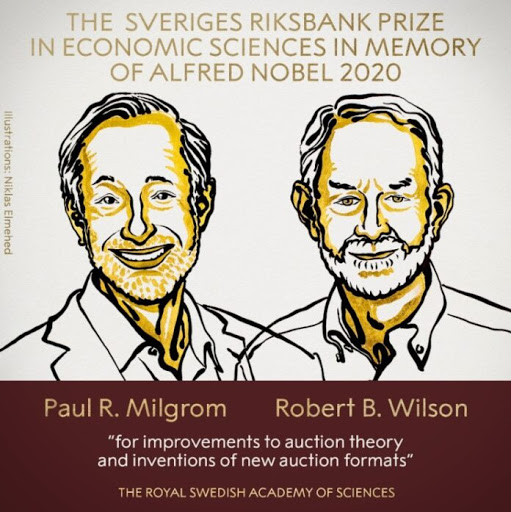 THE SVERIGES RIKSBANK PRIZE
IN ECONOMIC SCIENCES IN MEMORY
OF ALFRED NOBEL 2020
Illustrations: Niklas Elmehed
Paul R. Milgrom
Robert B. Wilson
"for improvements to auction theory
and inventions of new auction formats"
THE ROYAL SWEDISH ACADEMY OF SCIENCES